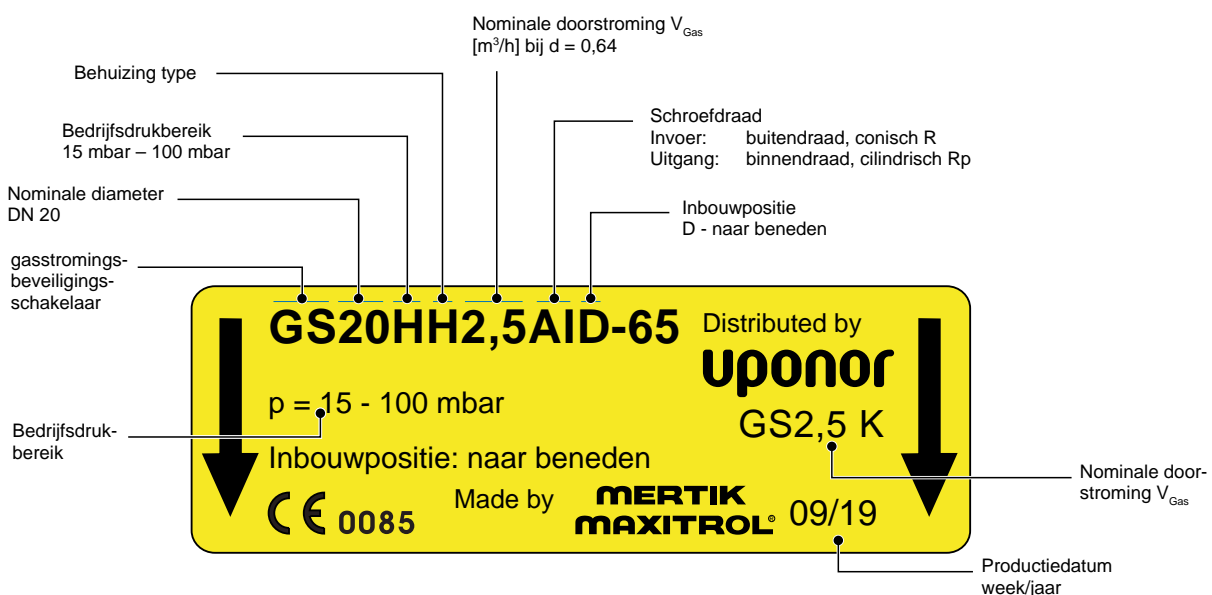 Nominale doorstroming VGas
[m³/h] bij d = 0,64
Behuizing type
Bedrijfsdrukbereik
15 mbar – 100 mbar
Schroefdraad
Invoer: buitendraad, conisch R
Uitgang: binnendraad, cilindrisch Rp
Nominale diameter
DN 20
Inbouwpositie
D - naar beneden
gasstromings-
beveiligings-
schakelaar
GS20HH2,5AID-65
Distributed by
uponor
p = 15 - 100 mbar
GS2,5 K
Bedrijfsdruk-
bereik
Inbouwpositie: naar beneden
Nominale door-
stroming VGas
CE 0085
Made by
MERTIK
MAXITROL®
09/19
Productiedatum
week/jaar